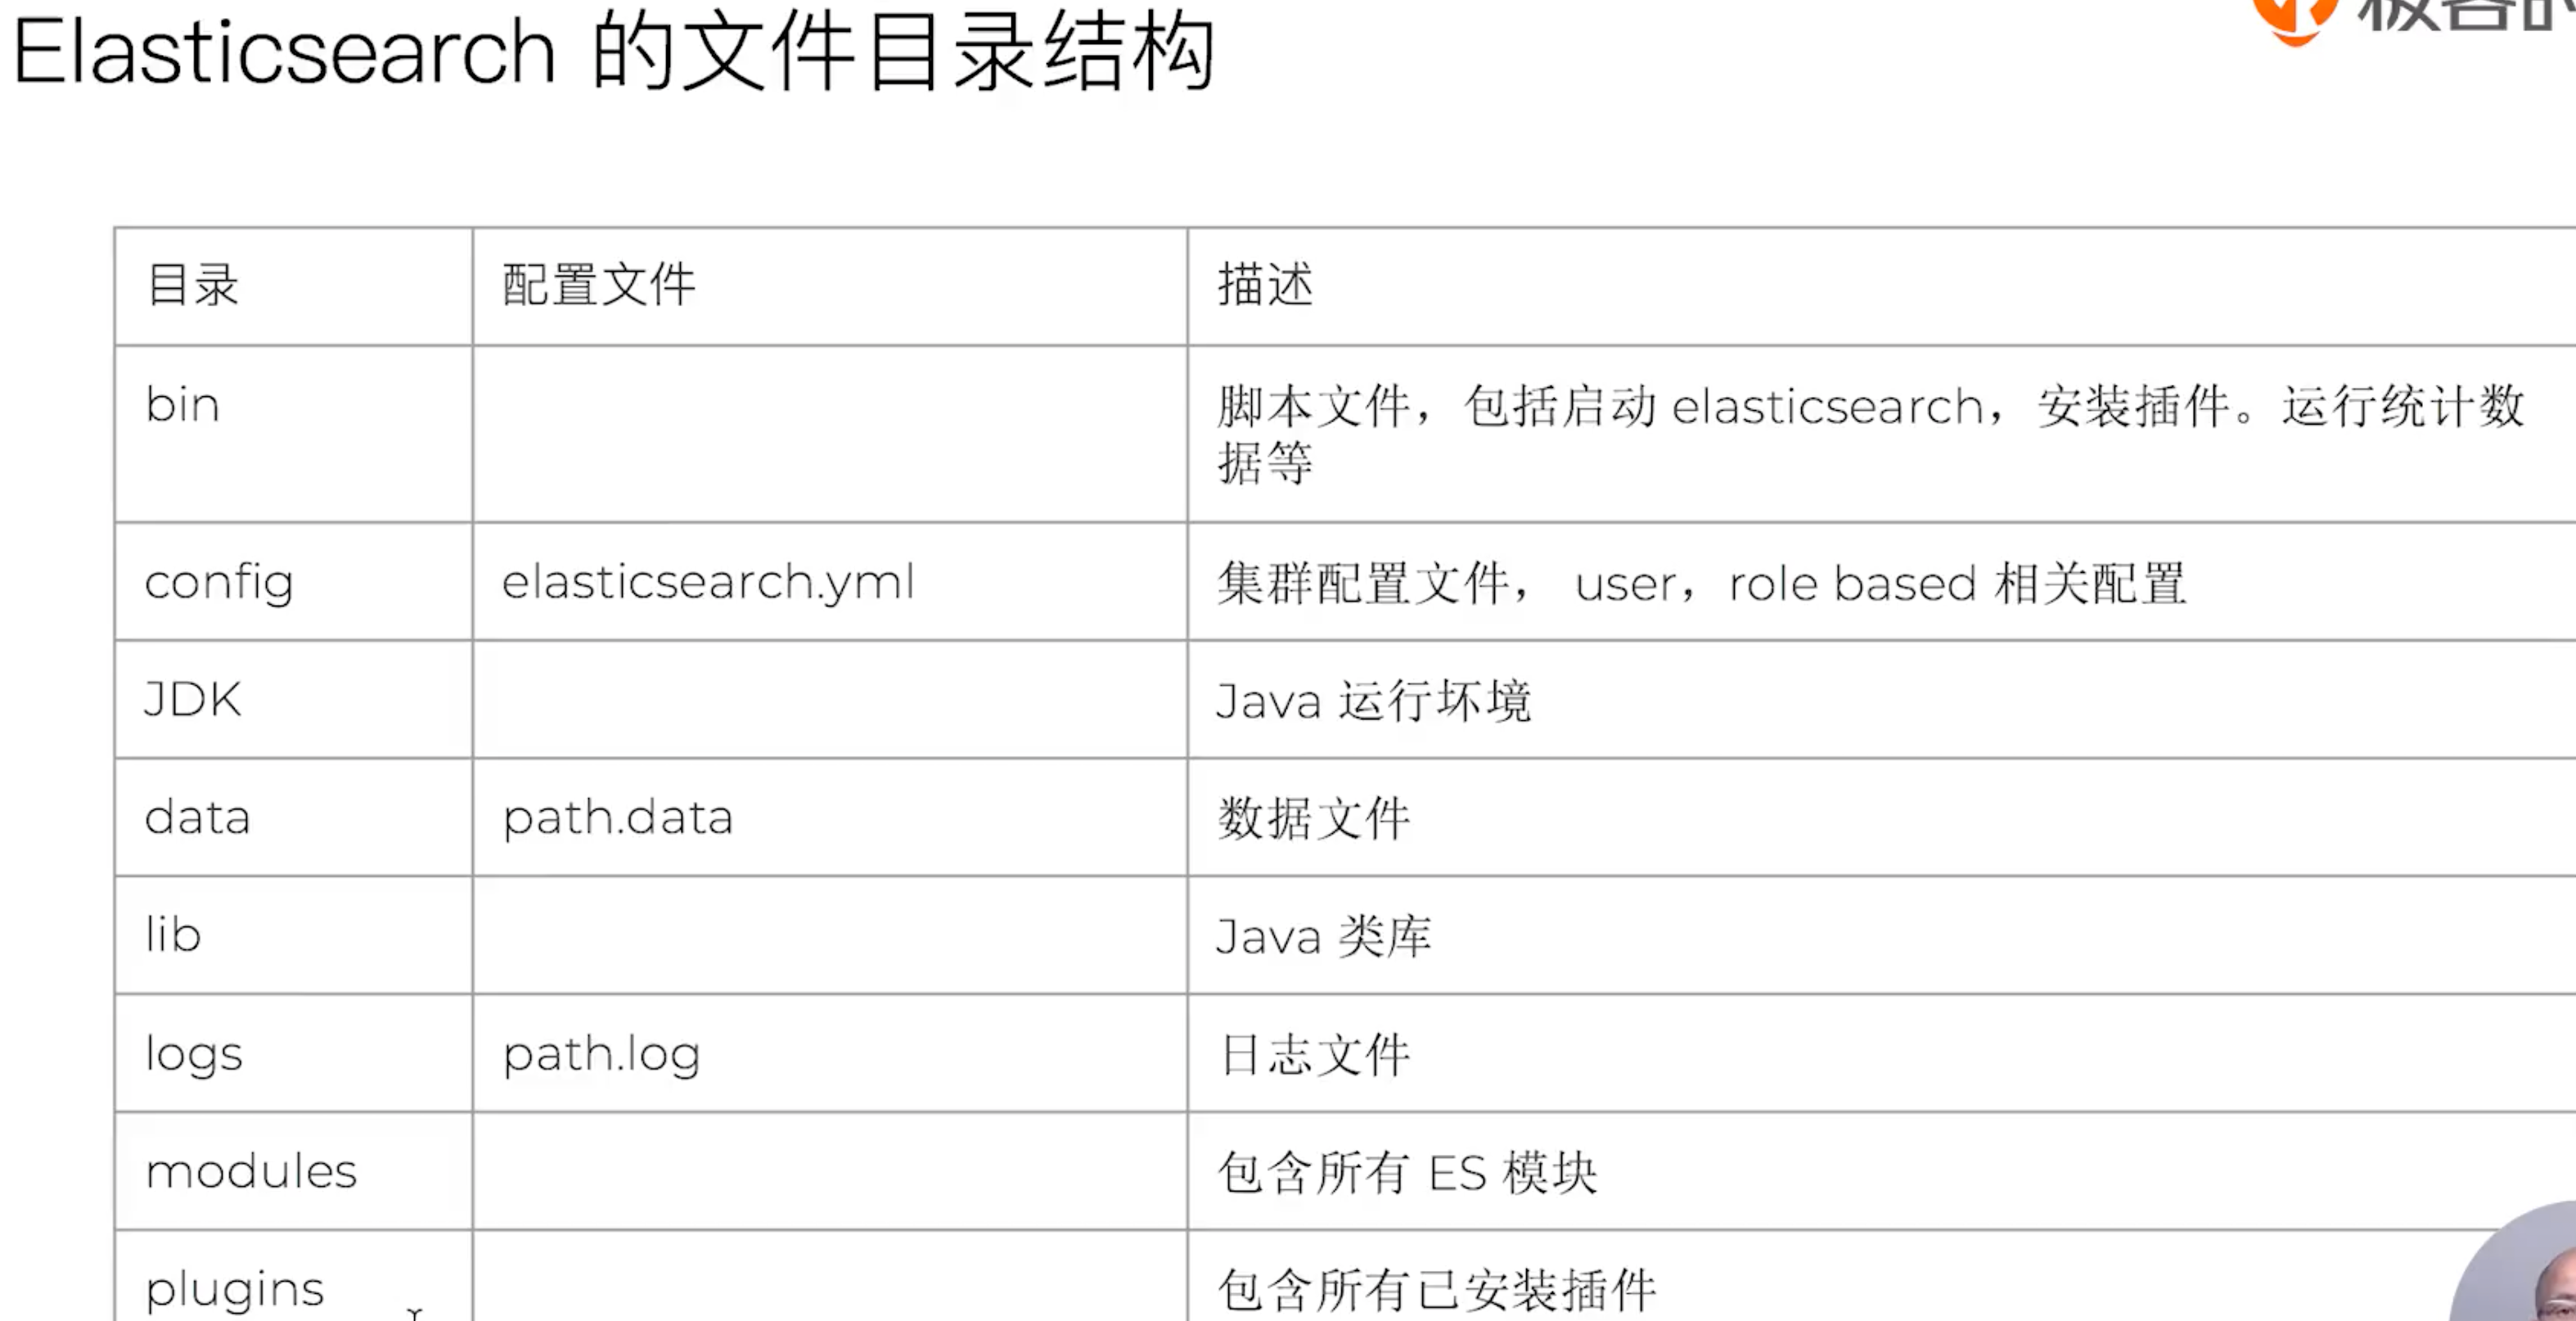 Elasticsearch 的文件目录结构
目录 配置文件 描述
bin 脚本文件，包括启动 elasticsearch，安装插件。运行统计数
据等
config elasticsearch.yml 集群配置文件， user，role based 相关配置
JDK Java 运行坏境
data path.data 数据文件
lib Java 类库
logs path.log 日志文件
modules 包含所有 ES 模块
plugins 包含所有已安装插件